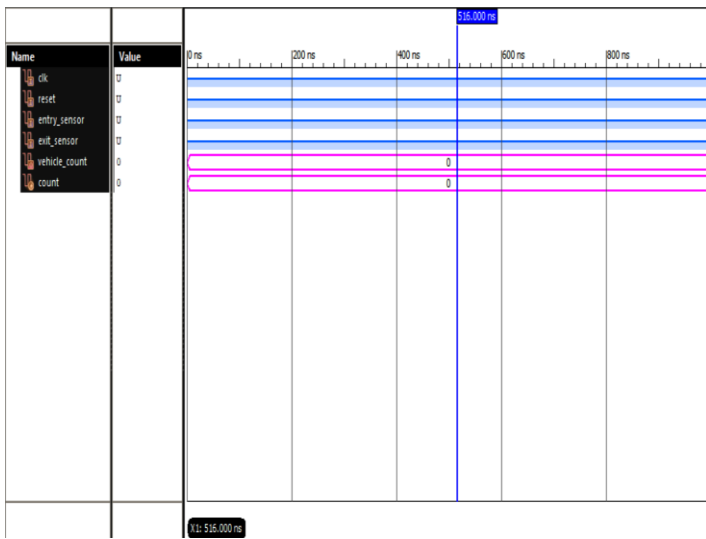 516.000 ns
Name Value
0 ns 200 ns 400 ns 600 ns 800 ns
clk U
reset U
entry_sensor U
exit_sensor U
vehicle_count 0 0
count 0 0
X1: 516.000 ns